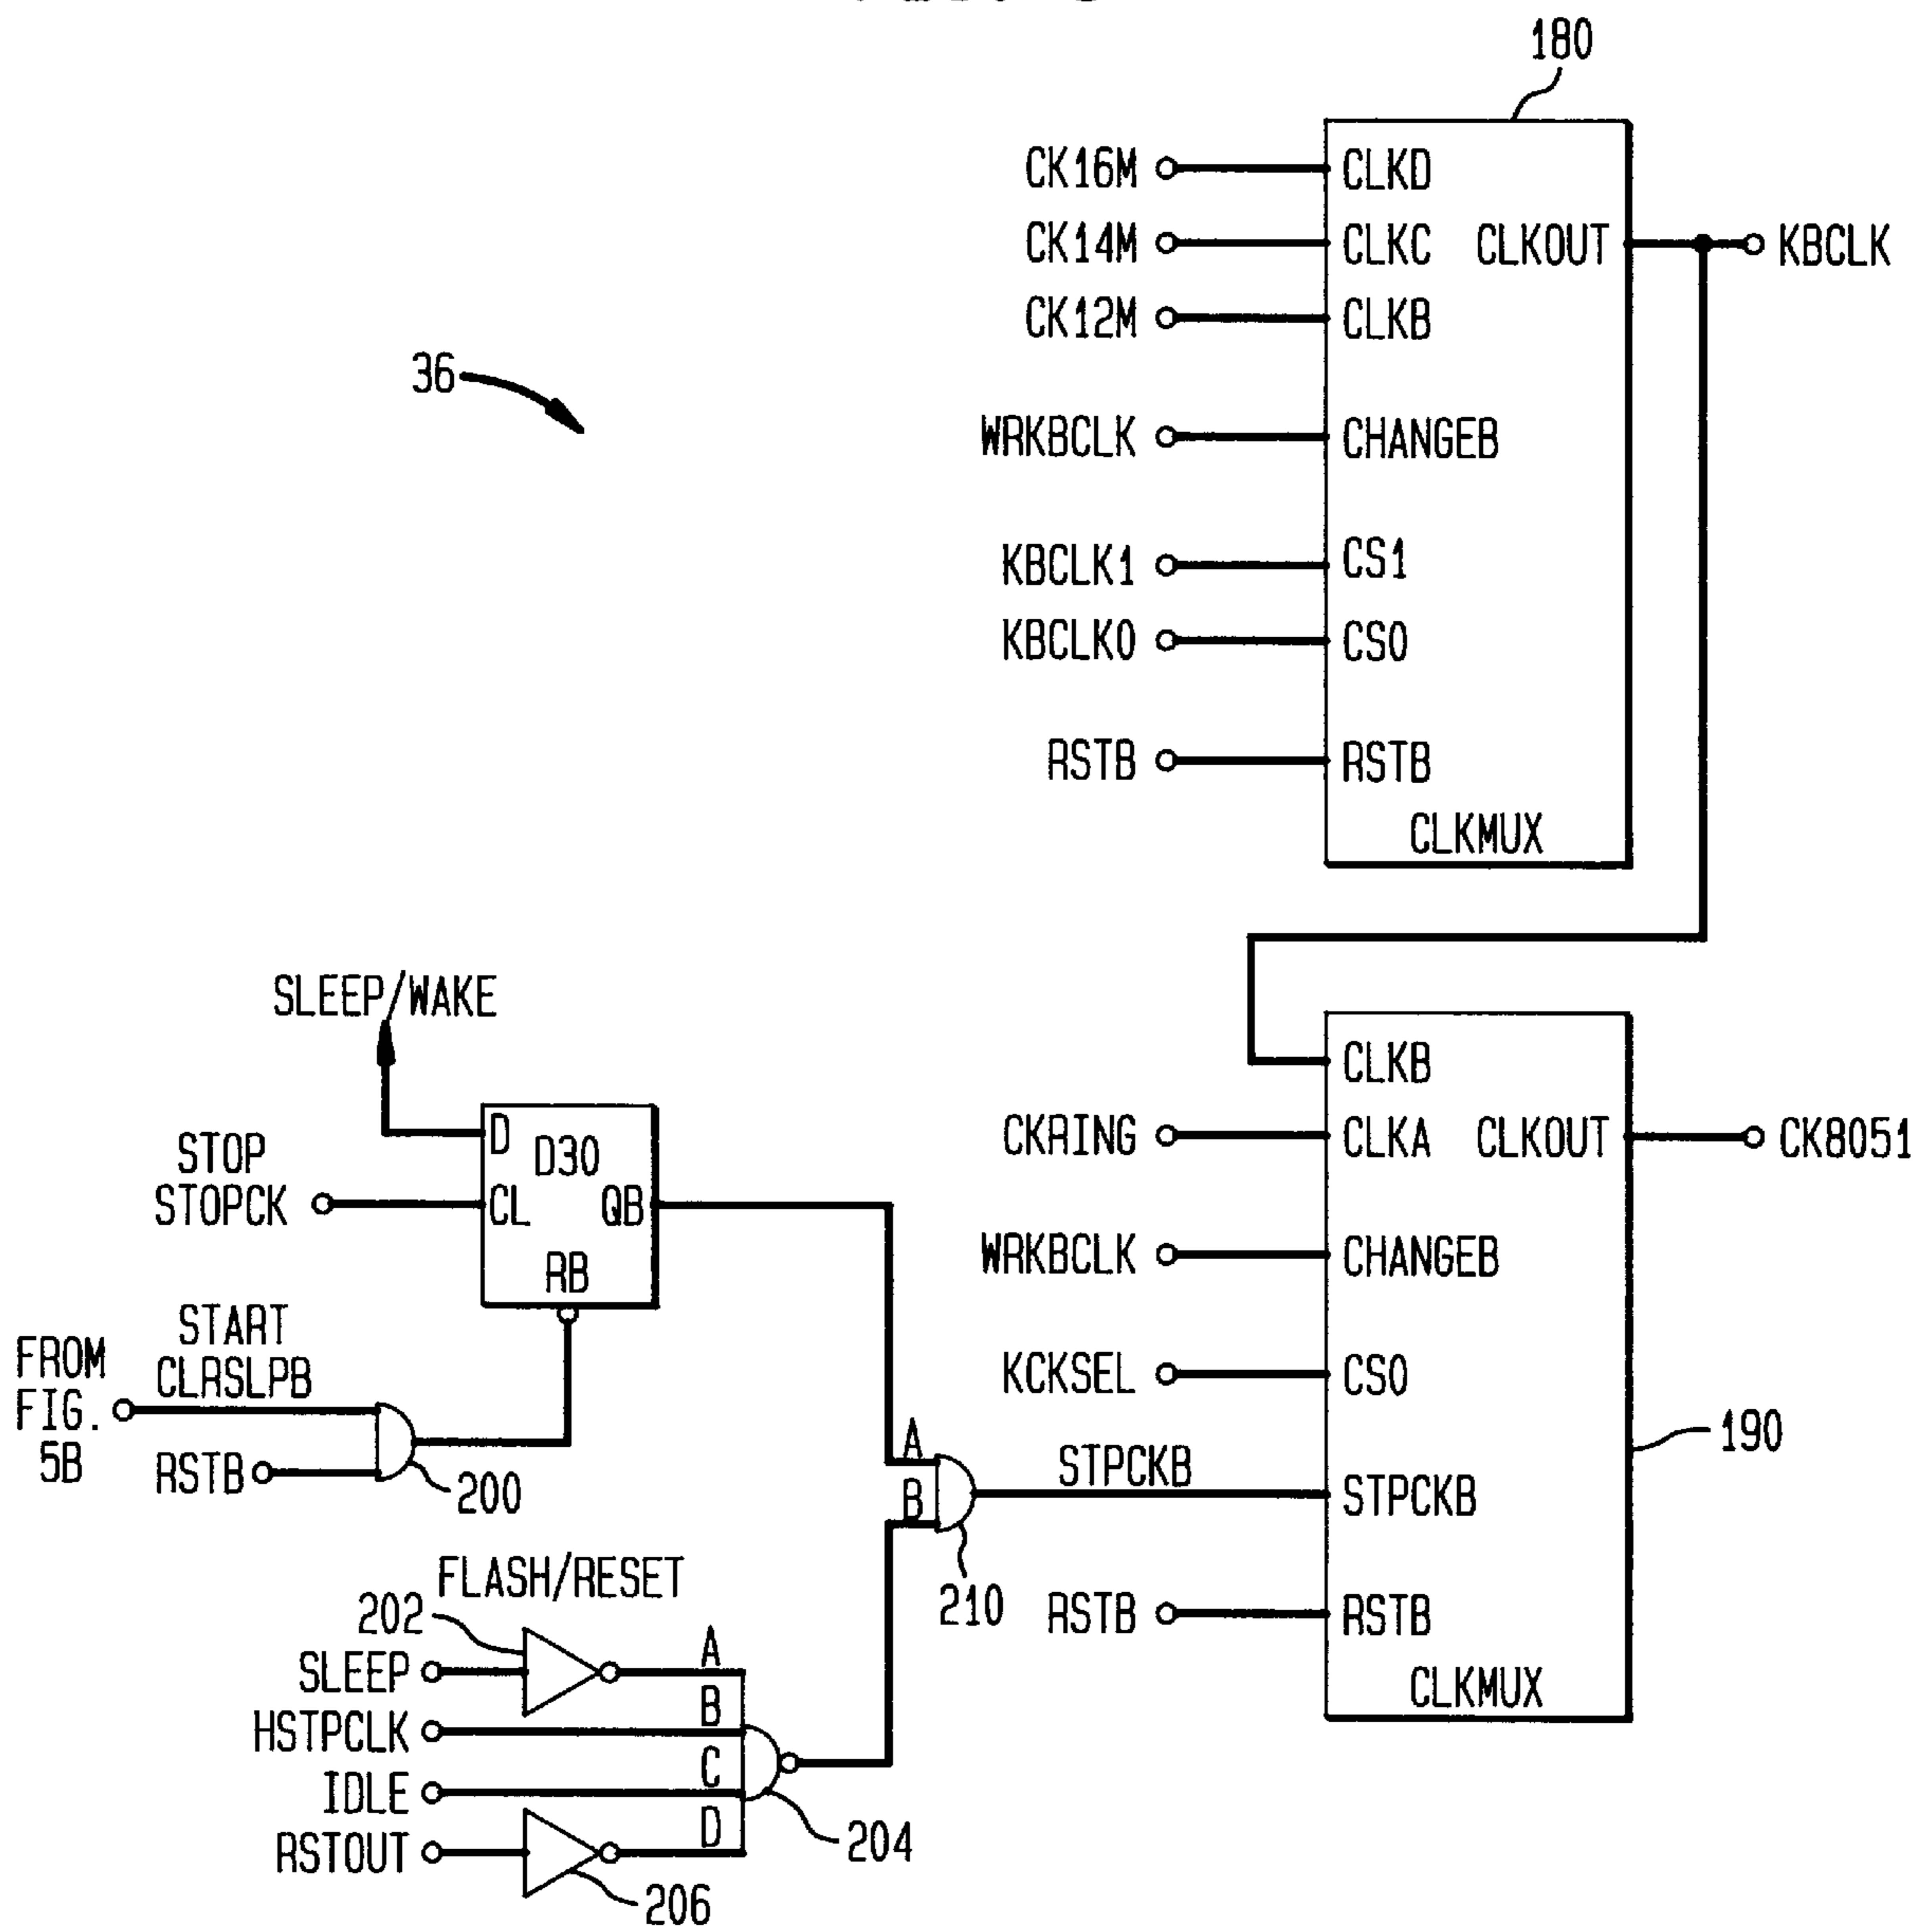 180
CK16M CLKD
CK14M CLKC CLKOUT KBCLK
CK12M CLKB
36
WRKBCLK CHANGEB
KBCLK1 CS1
KBCLK0 CS0
RSTB RSTB
CLKMUX
SLEEP/WAKE
CLKB
D D30
STOP
STOPCK CL QB
RB
CKRING CLKA CLKOUT CK8051
WRKBCLK CHANGEB
START
CLRSLPB
FROM
FIG.
5B
RSTB 200
KCKSEL CS0
190
A
B STPCKB STPCKB
210
FLASH/RESET
202
RSTB RSTB
CLKMUX
SLEEP A
HSTPCLK B
IDLE C
RSTOUT D
204
206